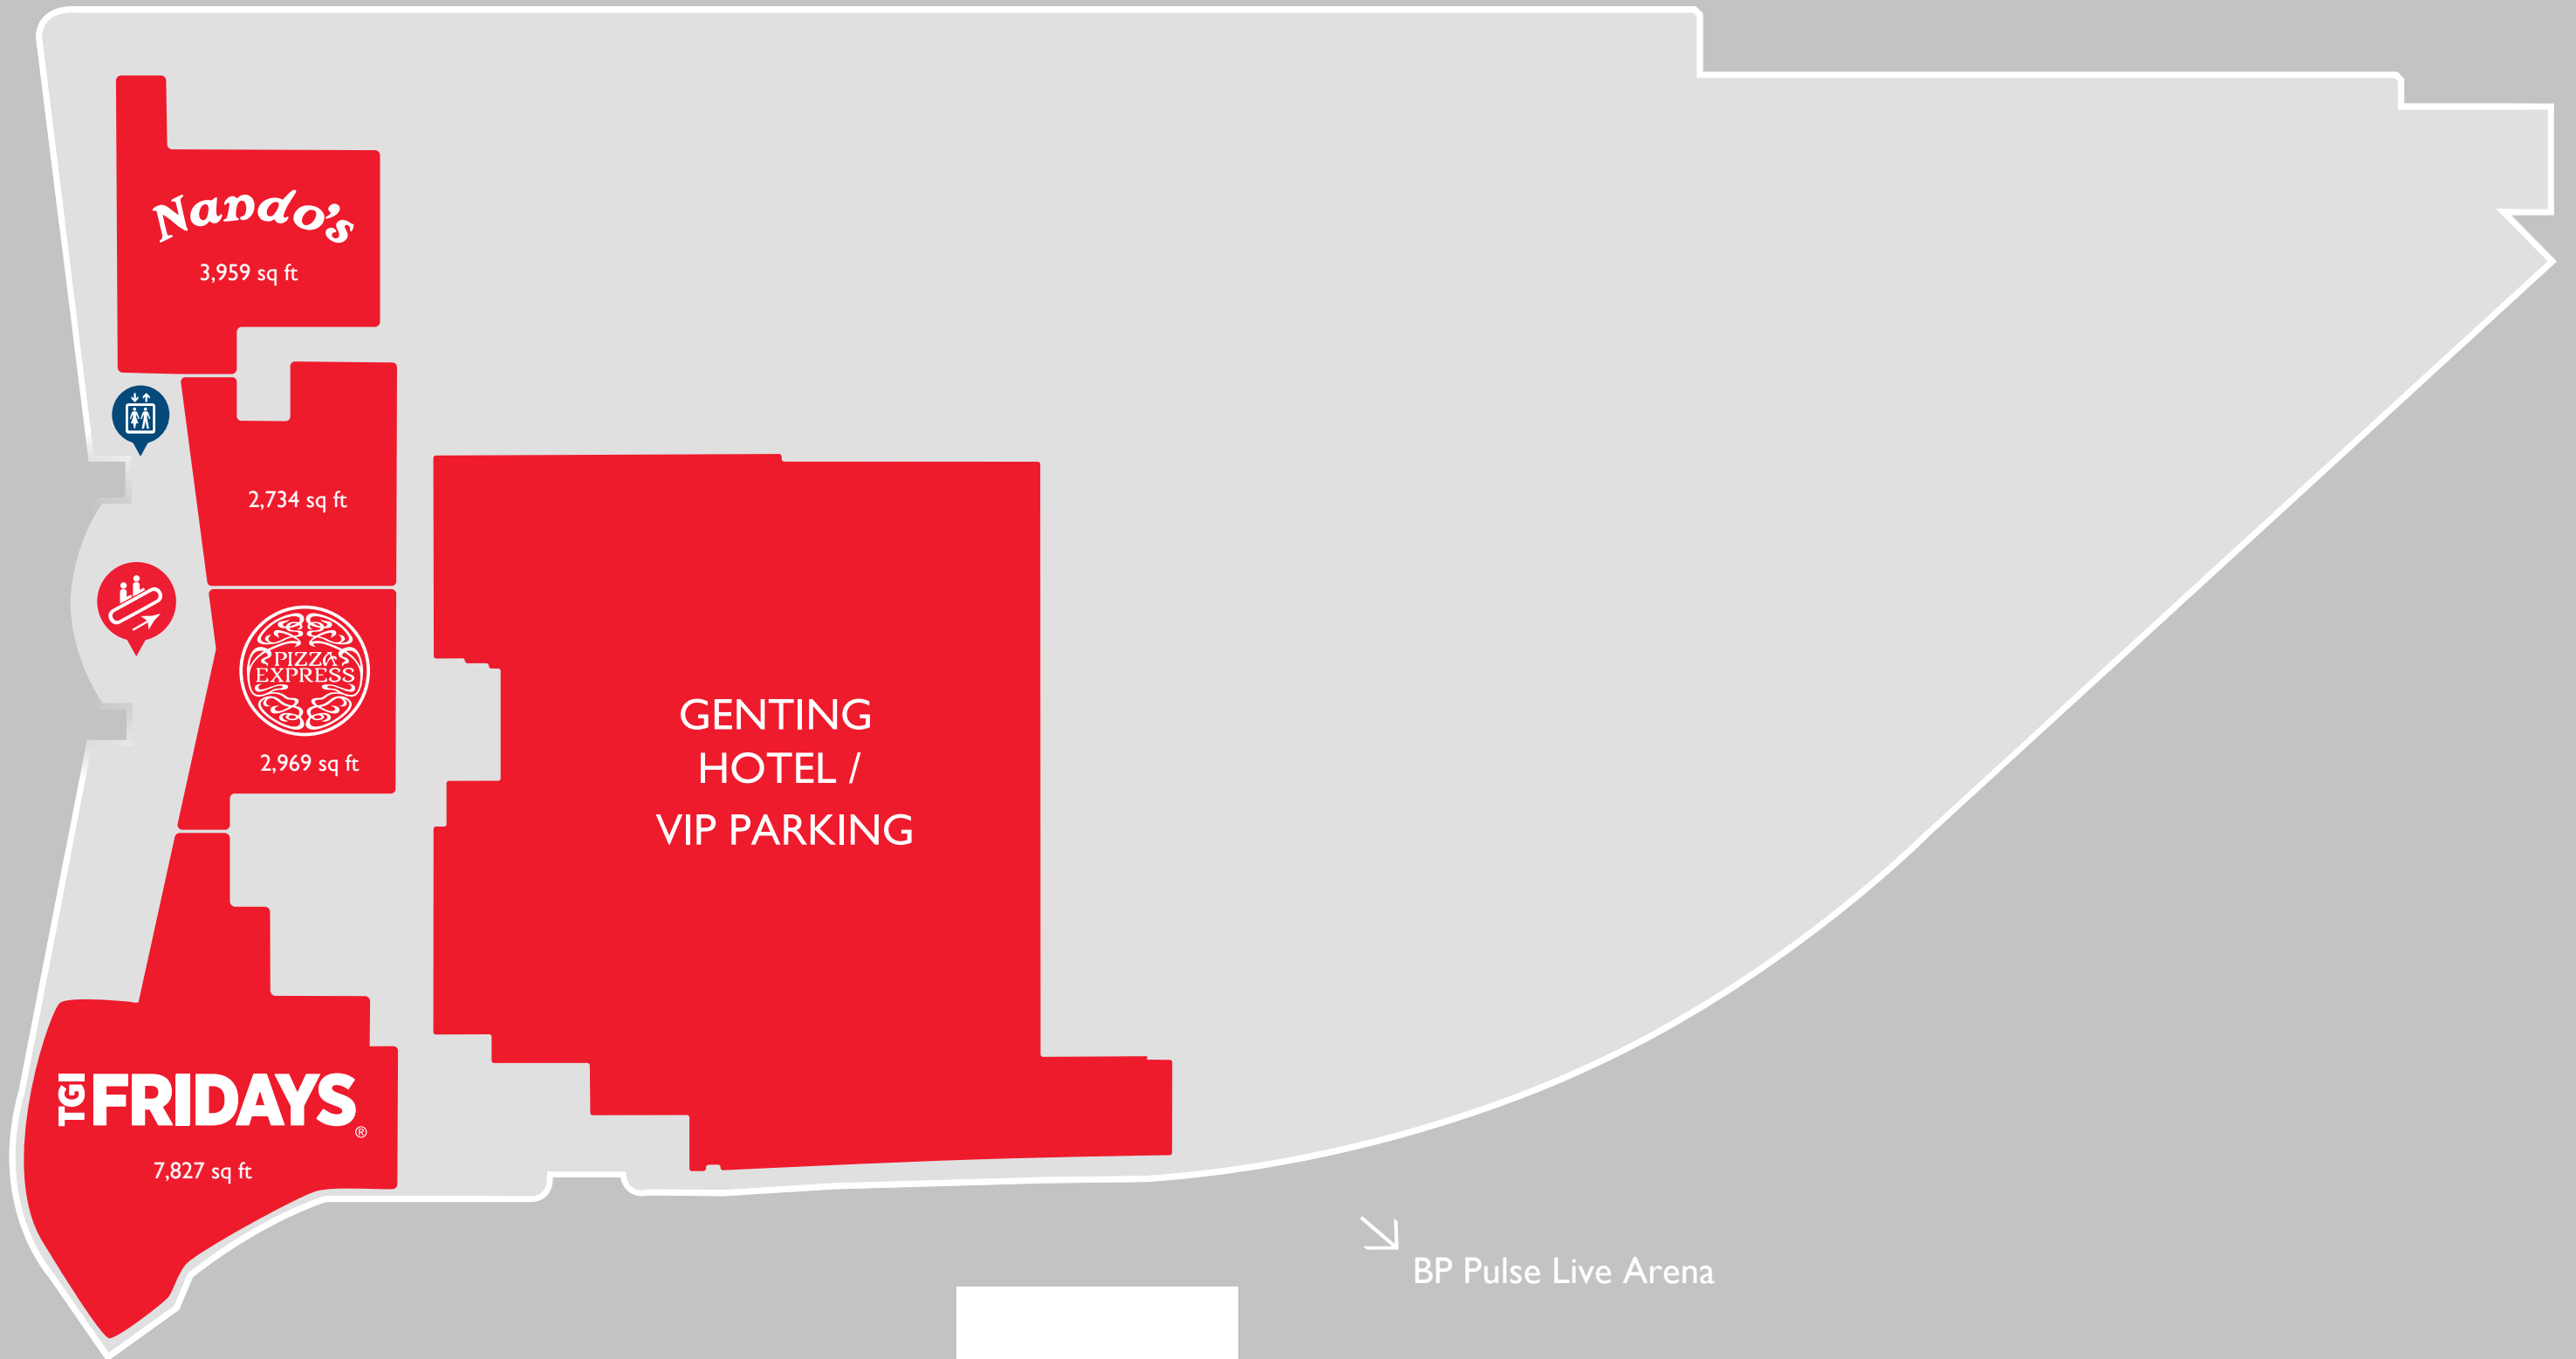 Nando's
3,959 sq ft
2,734 sq ft
PIZZA
EXPRESS
2,969 sq ft
GENTING
HOTEL /
VIP PARKING
TGI FRIDAYS ®
7,827 sq ft
BP Pulse Live Arena